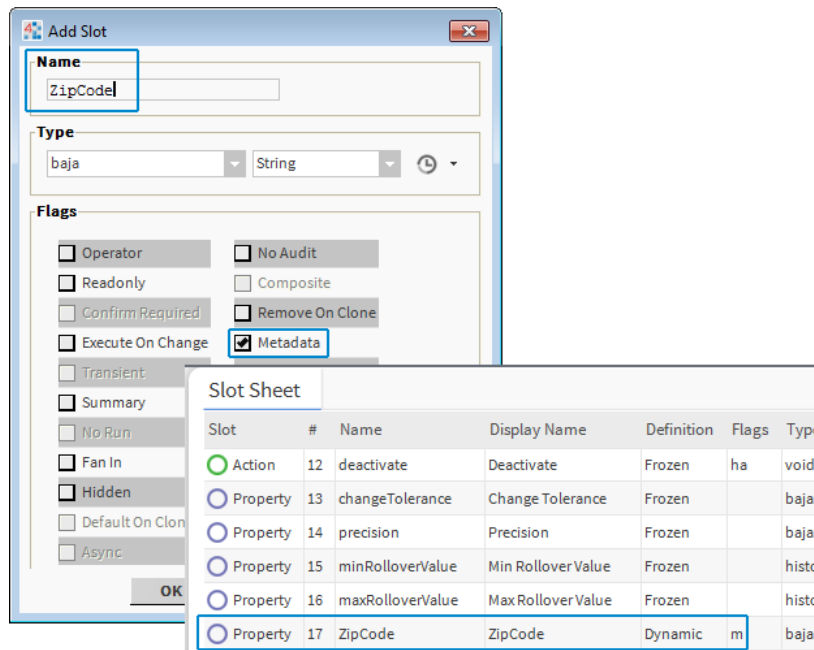 Add Slot
Name
ZipCode
Type
baja String
Flags
Operator No Audit
Readonly Composite
Confirm Required Remove On Clone
Execute On Change Metadata
Transient
Summary
No Run
Fan In
Hidden
Default On Clon
Async
OK
Slot Sheet
Slot # Name Display Name Definition Flags Typ
Action 12 deactivate Deactivate Frozen ha void
Property 13 changeTolerance Change Tolerance Frozen baja
Property 14 precision Precision Frozen baja
Property 15 minRolloverValue Min Rollover Value Frozen histo
Property 16 maxRolloverValue Max Rollover Value Frozen histo
Property 17 ZipCode ZipCode Dynamic m baja